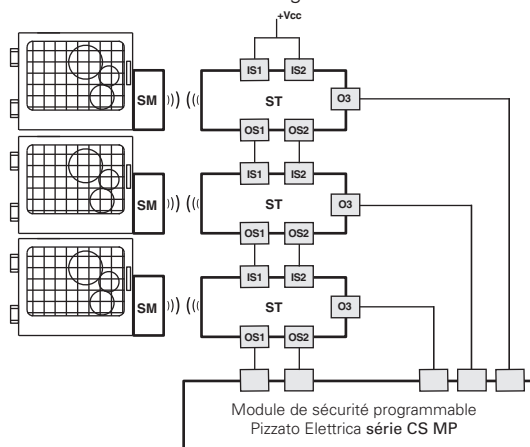 +Vcc
IS1 IS2
SM ST O3
OS1 OS2
IS1 IS2
SM ST O3
OS1 OS2
IS1 IS2
SM ST O3
OS1 OS2
Module de sécurité programmable
Pizzato Elettrica série CS MP